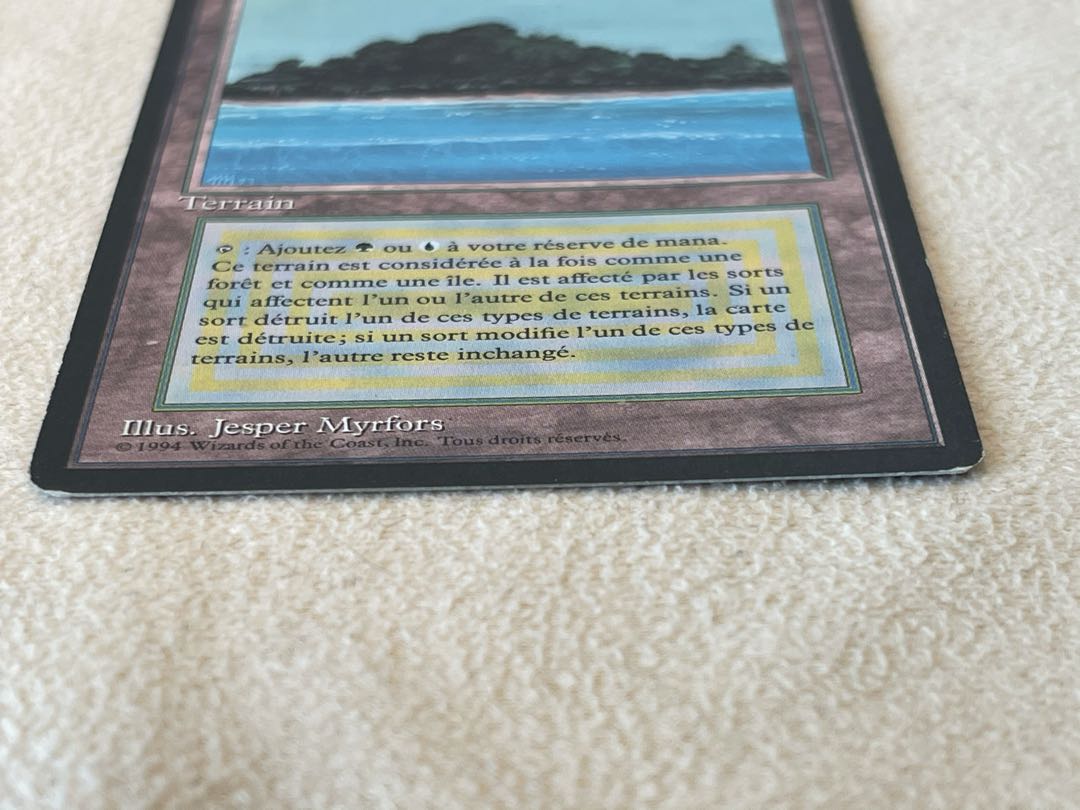 Terrain
: Ajoutez ou à votre réserve de mana.
Ce terrain est considérée à la fois comme une
forêt et comme une île. Il est affecté par les sorts
qui affectent l'un ou l'autre de ces terrains. Si un
sort détruit l'un de ces types de terrains, la carte
est détruite; si un sort modifie l'un de ces types de
terrains, l'autre reste inchangé.
Illus. Jesper Myrfors
© 1994 Wizards of the Coast, Inc. Tous droits réservés.